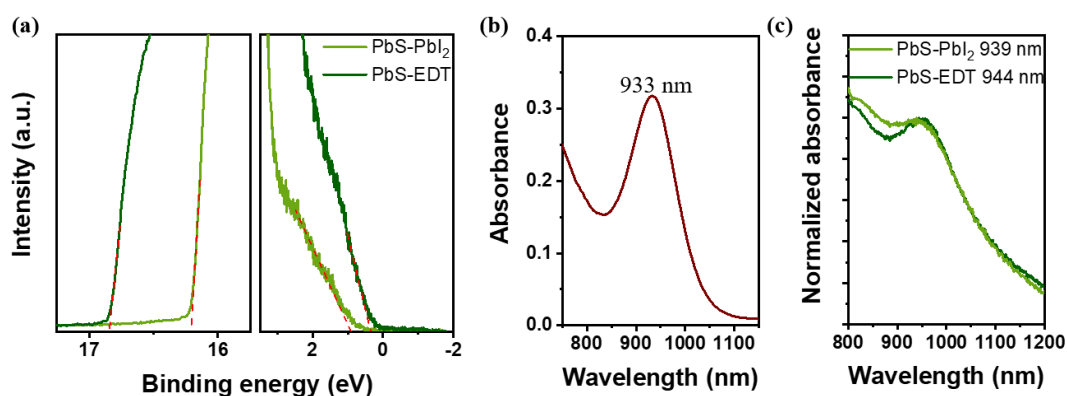 (a)
PbS-PbI₂
PbS-EDT
Intensity (a.u.)
17
16
2
0
-2
Binding energy (eV)
(b)
933 nm
Absorbance
0.4
0.3
0.2
0.1
0.0
800
900
1000
1100
Wavelength (nm)
(c)
PbS-PbI₂ 939 nm
PbS-EDT 944 nm
Normalized absorbance
800
900
1000
1100
1200
Wavelength (nm)